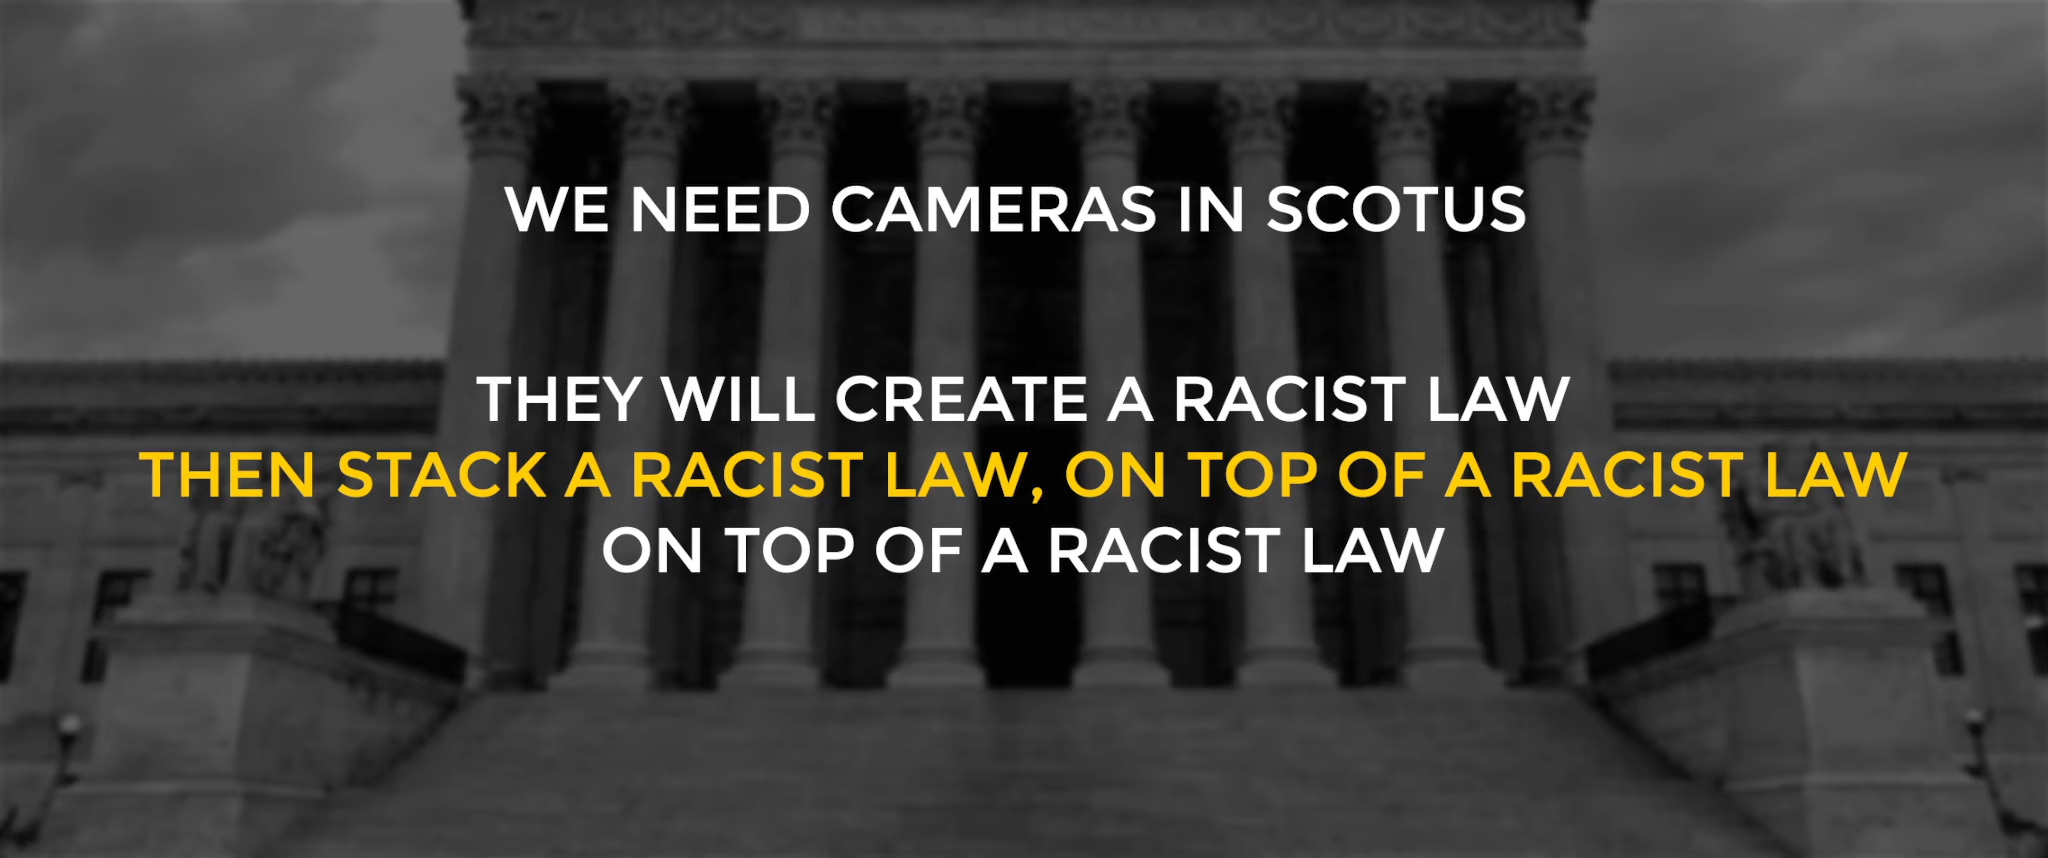 WE NEED CAMERAS IN SCOTUS
THEY WILL CREATE A RACIST LAW
THEN STACK A RACIST LAW, ON TOP OF A RACIST LAW
ON TOP OF A RACIST LAW